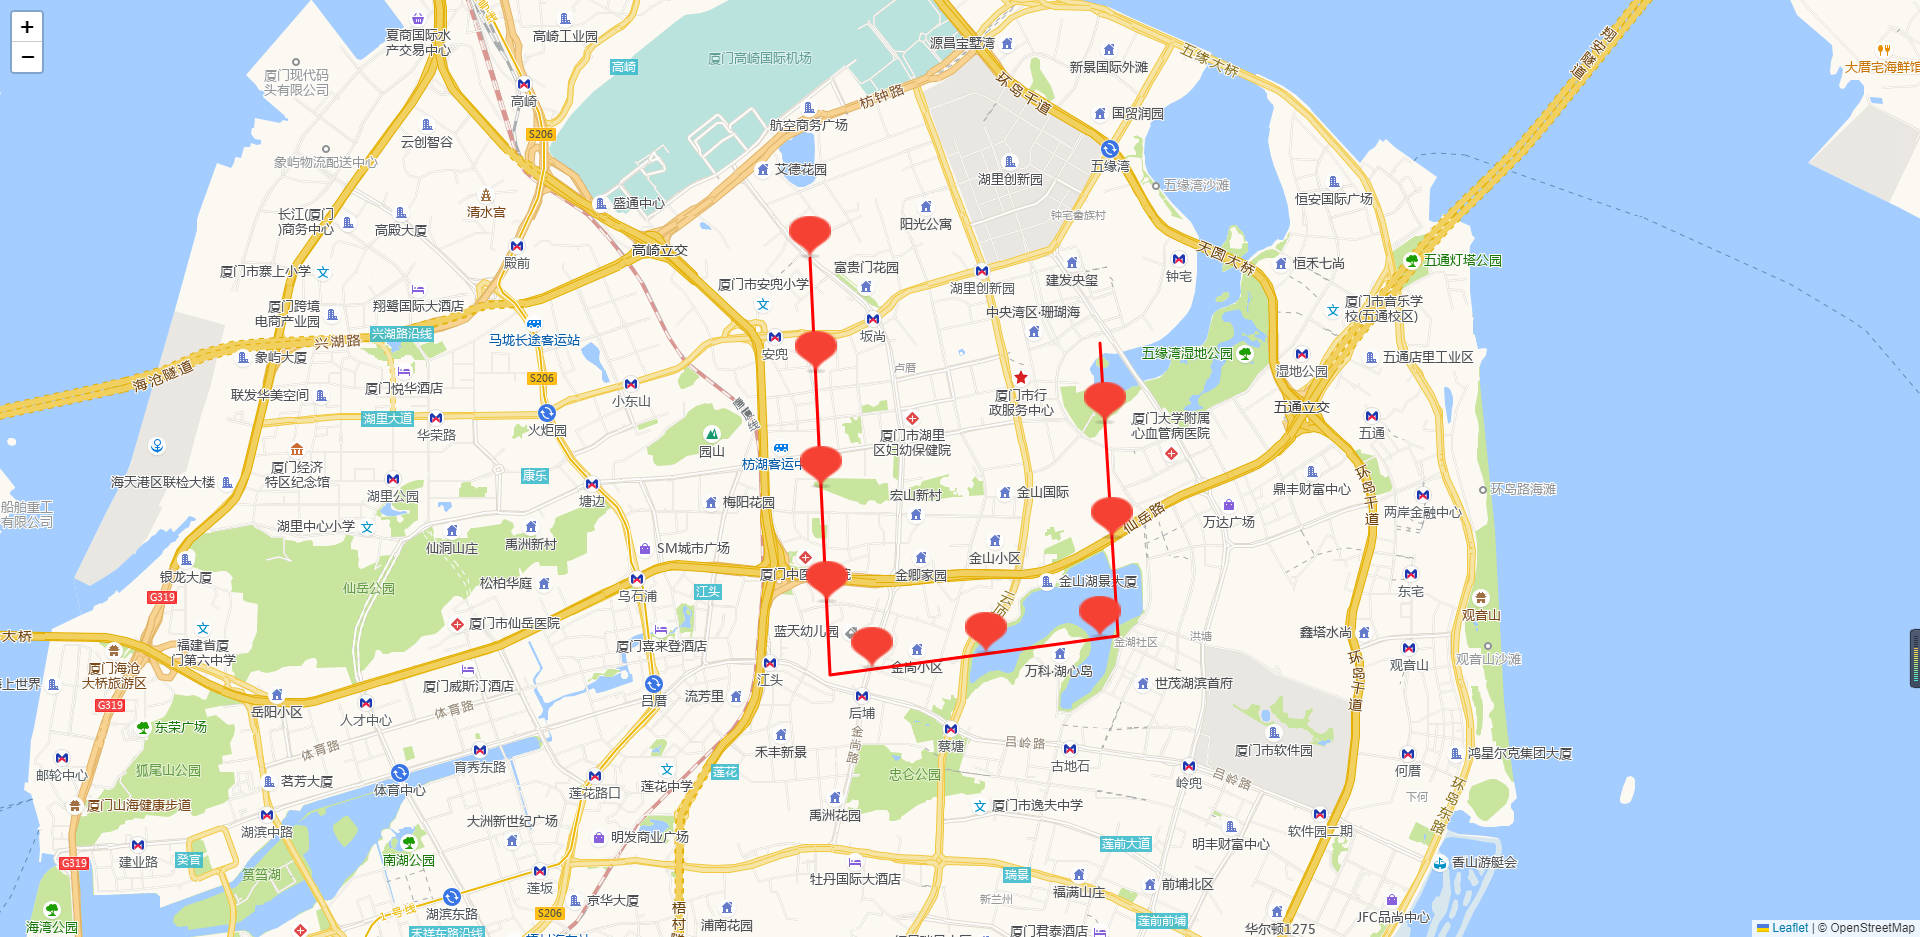 +
−
夏商国际水
产交易中心
高崎工业园
高崎
厦门高崎国际机场
源昌宝墅湾
新景国际外滩
五缘大桥
翔安隧道
大厝宅海鲜馆
厦门现代码
头有限公司
高崎
枋钟路
环岛干道
国贸润园
航空商务广场
S206
云创智谷
象屿物流配送中心
艾德花园
湖里创新园
五缘湾
五缘湾沙滩
恒安国际广场
清水宫
盛通中心
长江(厦门
)商务中心
高殿大厦
阳光公寓
钟宅畲族村
高崎立交
天圆大桥
五通灯塔公园
殿前
厦门市寨上小学
富贵门花园
建发央玺
钟宅
恒禾七尚
厦门市安兜小学
湖里创新园
翔鹭国际大酒店
厦门跨境
电商产业园
中央湾区·珊瑚海
厦门市音乐学
校(五通校区)
兴湖路沿线
兴湖路
马垅长途客运站
坂尚
安兜
象屿大厦
五缘湾湿地公园
五通店里工业区
海沧隧道
卢厝
湿地公园
S206
厦门悦华酒店
小东山
联发华美空间
厦门市行
政服务中心
五通立交
湖里大道
华荣路
火炬园
厦门大学附属
心血管病医院
五通
厦门市湖里
区妇幼保健院
园山
枋湖客运中
厦门经济
特区纪念馆
康乐
海天港区联检大楼
湖里公园
塘边
梅阳花园
宏山新村
金山国际
鼎丰财富中心
环岛干道
环岛路海滩
船舶重工
有限公司
两岸金融中心
湖里中心小学
仙岳路
万达广场
仙洞山庄
禹洲新村
SM城市广场
金山小区
银龙大厦
仙岳公园
松柏华庭
厦门中医
院
金卿家园
金山湖景大厦
G319
乌石浦
江头
东宅
观音山
大桥
福建省厦
门第六中学
厦门市仙岳医院
蓝天幼儿园
洪塘
鑫塔水尚
金湖社区
厦门喜来登酒店
厦门海沧
大桥旅游区
江头
金尚小区
万科·湖心岛
观音山
观音山沙滩
上世界
厦门威斯汀酒店
吕厝
流芳里
世茂湖滨首府
环岛干道
G319
岳阳小区
人才中心
体育路
后埔
东荣广场
体育路
金尚路
蔡塘
吕岭路
禾丰新景
厦门市软件园
鸿星尔克集团大厦
邮轮中心
狐尾山公园
茗芳大厦
体育中心
育秀东路
莲花
莲花中学
莲花路口
忠仑公园
古地石
岭兜
吕岭路
何厝
厦门山海健康步道
下何
环岛东路
湖滨中路
大洲新世纪广场
禹洲花园
厦门市逸夫中学
软件园二期
明发商业广场
莲前大道
明丰财富中心
建业路
G319
南湖公园
筼筜湖
牡丹国际大酒店
瑞景
香山游艇会
莲坂
福满山庄
前埔北区
新兰州
京华大厦
S206
1号线
湖滨东路
梧村隧
浦南花园
莲前前埔
JFC品尚中心
海湾公园
华尔顿1275
厦门君泰酒店
Leaflet | © OpenStreetMap